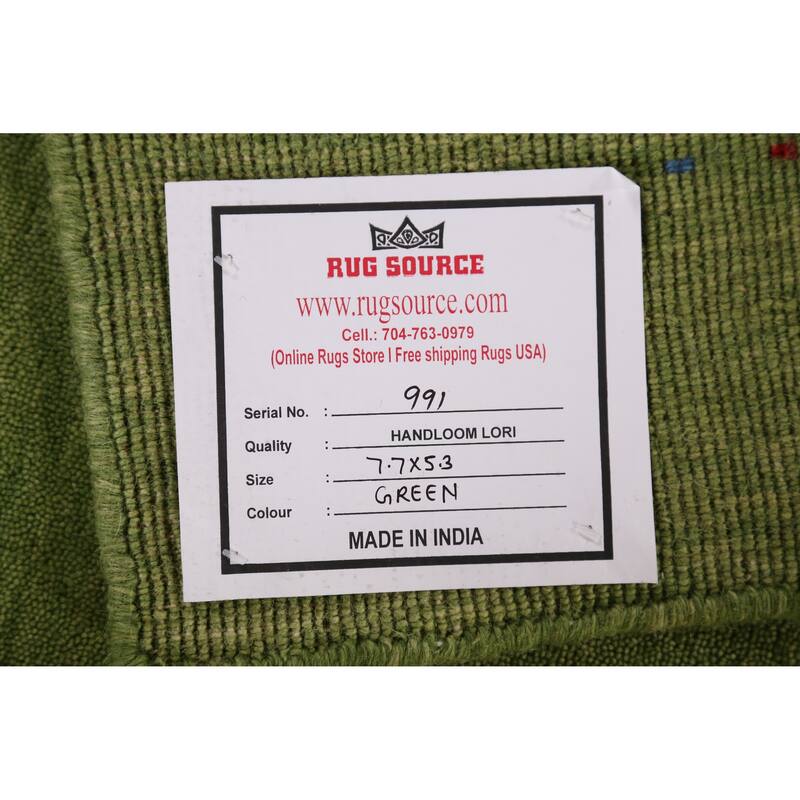 RUG SOURCE
www.rugsource.com
Cell.: 704-763-0979
(Online Rugs Store I Free shipping Rugs USA)
Serial No. : 991
Quality : HANDLOOM LORI
Size : 7.7X5.3
Colour : GREEN
MADE IN INDIA